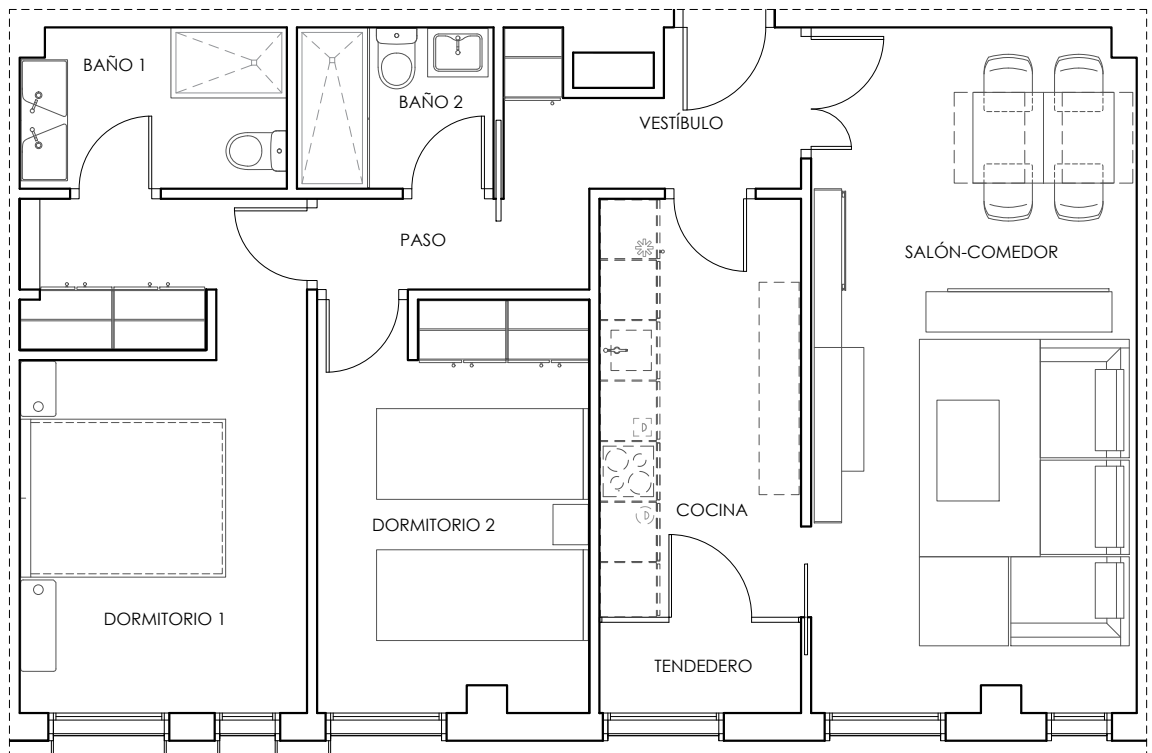 BAÑO 1
BAÑO 2
VESTÍBULO
PASO
SALÓN-COMEDOR
COCINA
DORMITORIO 2
DORMITORIO 1
TENDEDERO